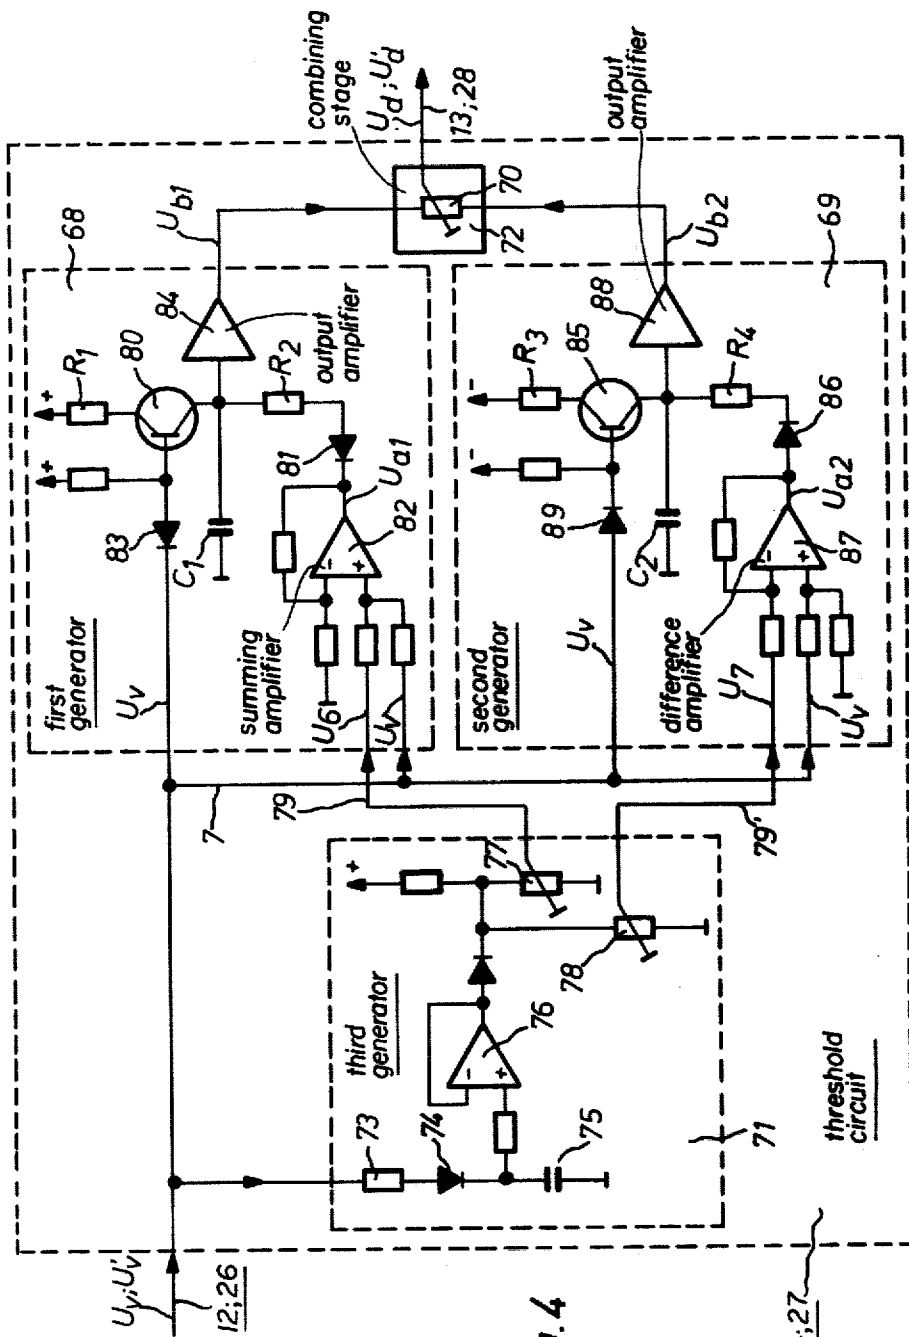 68
U_b1
combining
stage
U_d; U'_d
13; 28
70
72
output
amplifier
U_b2
69
+
+
R_1
80
84
output
amplifier
R_2
83
C_1
81
U_a1
82
-
+
first
generator
U_v
summing
amplifier
U_6
U_v
-
-
R_3
85
88
R_4
86
89
C_2
U_a2
87
-
+
second
generator
U_v
difference
amplifier
U_7
U_v
7
79
79'
+
77
78
third
generator
76
-
+
73
74
75
71
threshold
circuit
U_v; U'_v
12; 26
.4
; 27